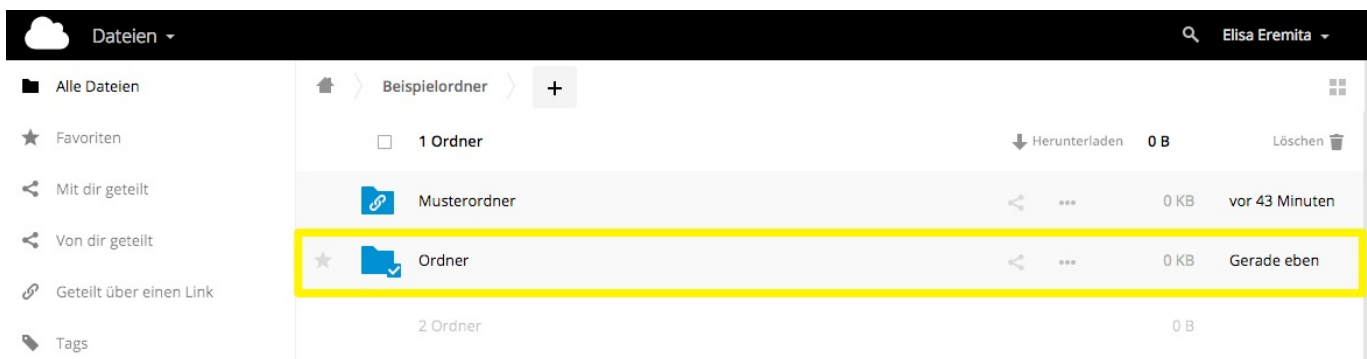 Dateien
Elisa Eremita
Alle Dateien
Beispielordner
+
Favoriten
1 Ordner
Herunterladen
0 B
Löschen
Mit dir geteilt
Musterordner
0 KB
vor 43 Minuten
Von dir geteilt
Ordner
0 KB
Gerade eben
Geteilt über einen Link
2 Ordner
0 B
Tags